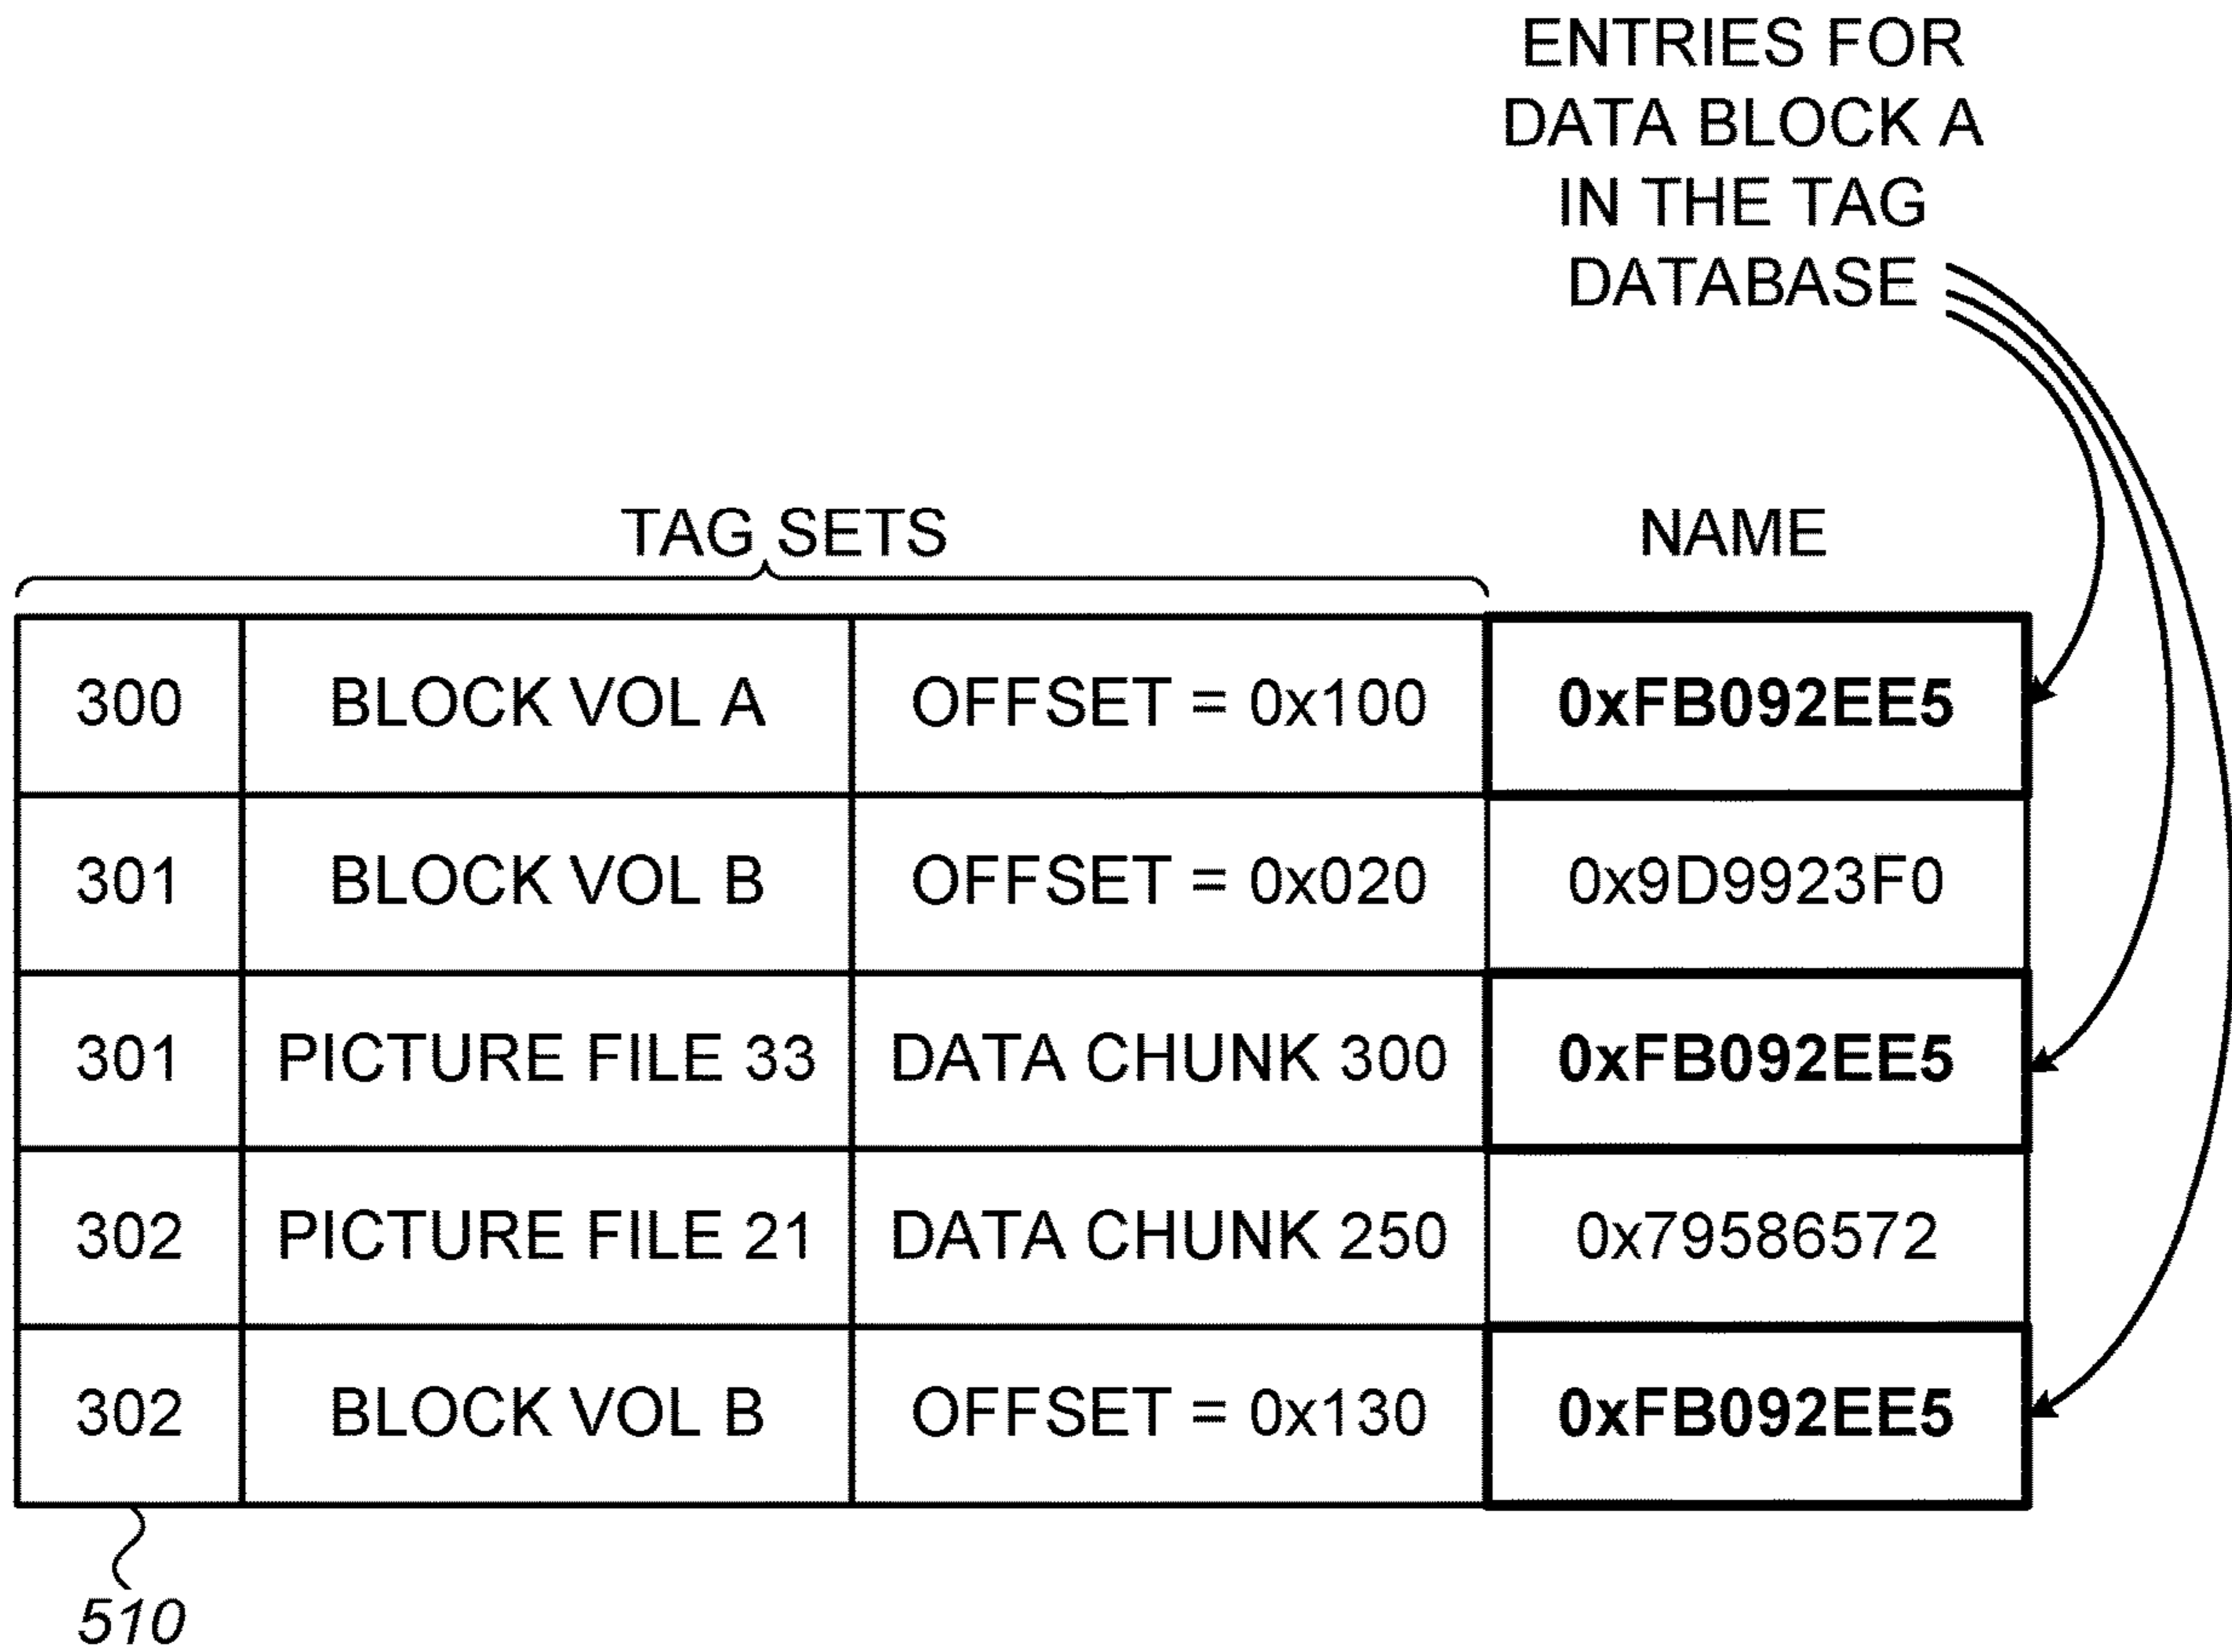 ENTRIES FOR
DATA BLOCK A
IN THE TAG
DATABASE
TAG SETS NAME
300 BLOCK VOL A OFFSET = 0x100 0xFB092EE5
301 BLOCK VOL B OFFSET = 0x020 0x9D9923F0
301 PICTURE FILE 33 DATA CHUNK 300 0xFB092EE5
302 PICTURE FILE 21 DATA CHUNK 250 0x79586572
302 BLOCK VOL B OFFSET = 0x130 0xFB092EE5
510